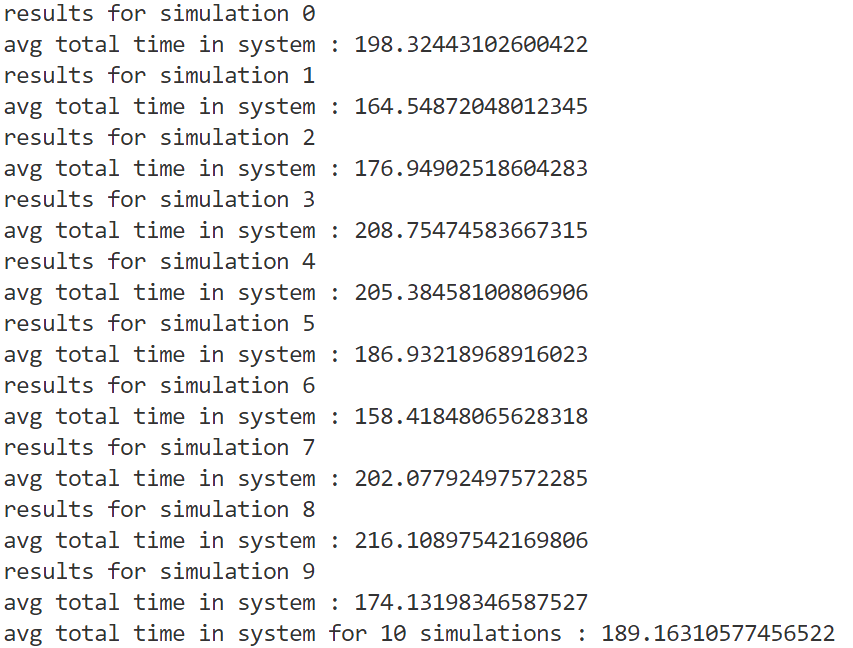 results for simulation 0
avg total time in system : 198.32443102600422
results for simulation 1
avg total time in system : 164.54872048012345
results for simulation 2
avg total time in system : 176.94902518604283
results for simulation 3
avg total time in system : 208.75474583667315
results for simulation 4
avg total time in system : 205.38458100806906
results for simulation 5
avg total time in system : 186.93218968916023
results for simulation 6
avg total time in system : 158.41848065628318
results for simulation 7
avg total time in system : 202.07792497572285
results for simulation 8
avg total time in system : 216.10897542169806
results for simulation 9
avg total time in system : 174.13198346587527
avg total time in system for 10 simulations : 189.16310577456522